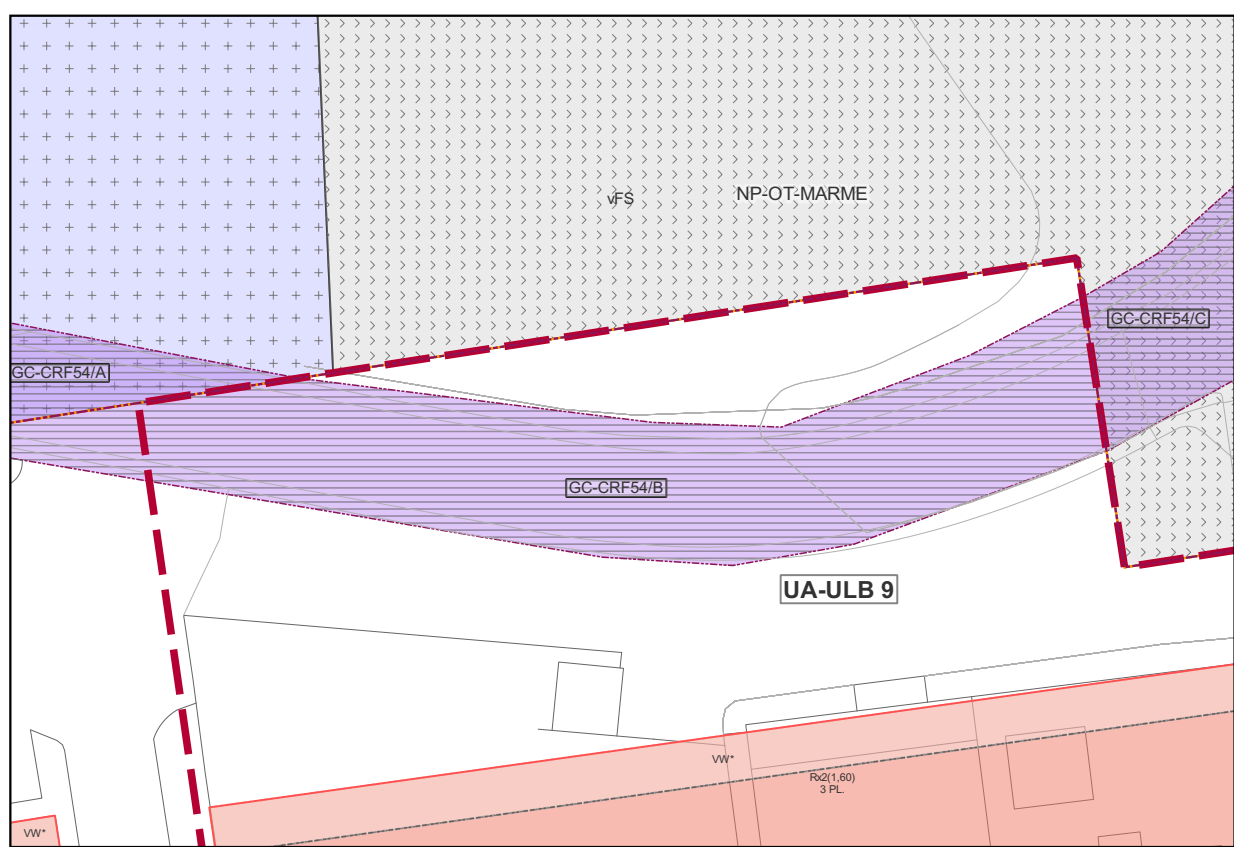 NP-OT-MARME
vFS
GC-CRF54/C
GC-CRF54/A
GC-CRF54/B
UA-ULB 9
VW*
Rx2(1,60)
3 PL.
VW*